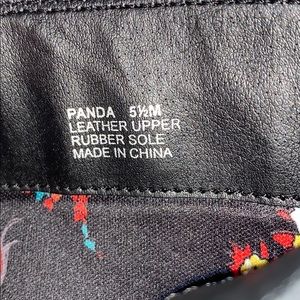 PANDA 5½M
LEATHER UPPER
RUBBER SOLE
MADE IN CHINA